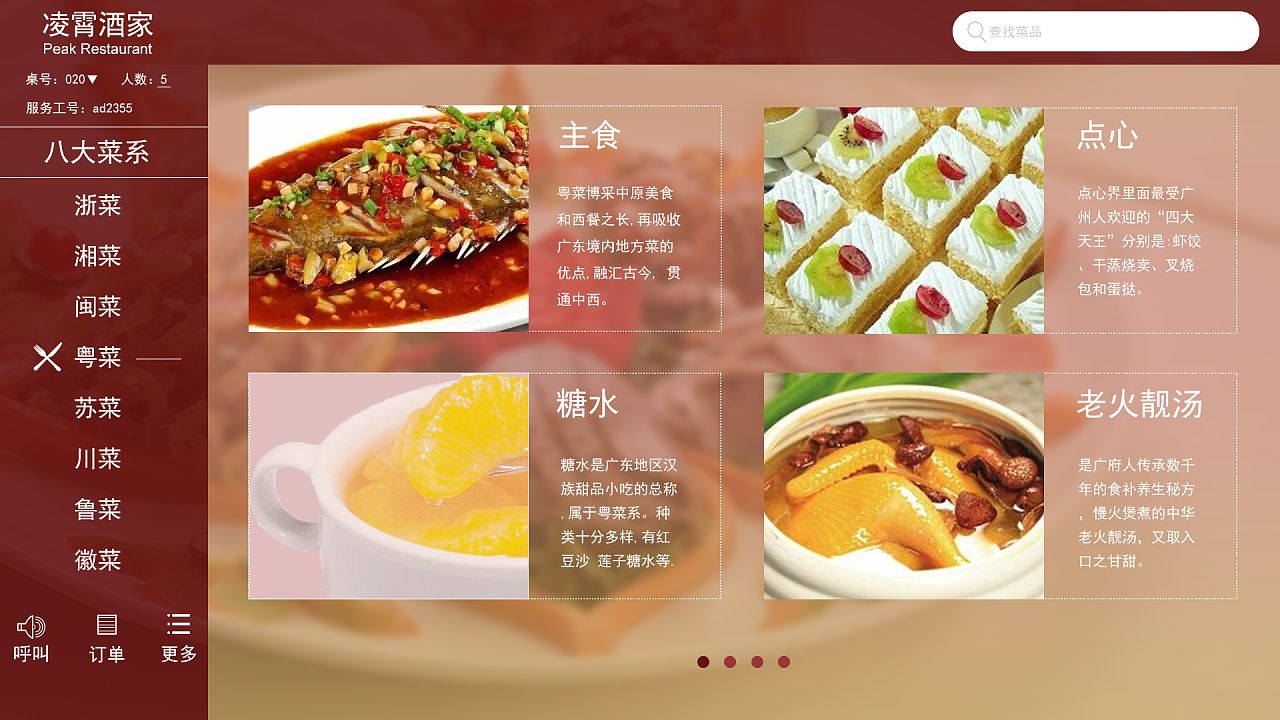 凌霄酒家
Peak Restaurant
查找菜品
桌号：020▼ 人数：5
服务工号：ad2355
八大菜系
浙菜
湘菜
闽菜
粤菜
苏菜
川菜
鲁菜
徽菜
呼叫 订单 更多
主食
粤菜博采中原美食
和西餐之长,再吸收
广东境内地方菜的
优点,融汇古今，贯
通中西。
点心
点心界里面最受广
州人欢迎的“四大
天王”分别是:虾饺
、干蒸烧卖、叉烧
包和蛋挞。
糖水
糖水是广东地区汉
族甜品小吃的总称
,属于粤菜系。种
类十分多样,有红
豆沙 莲子糖水等.
老火靓汤
是广府人传承数千
年的食补养生秘方
，慢火煲煮的中华
老火靓汤，又取入
口之甘甜。